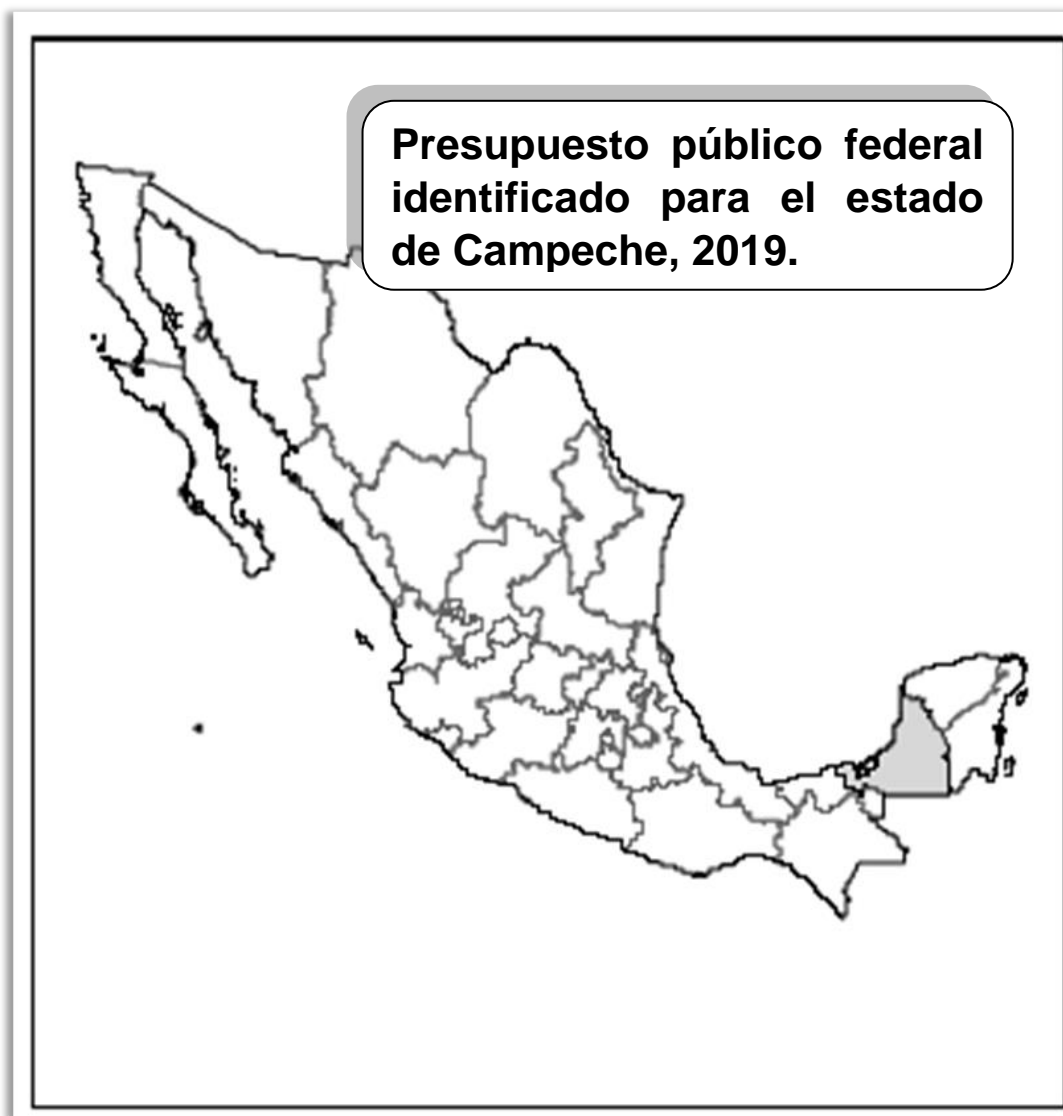 Presupuesto público federal
identificado para el estado
de Campeche, 2019.